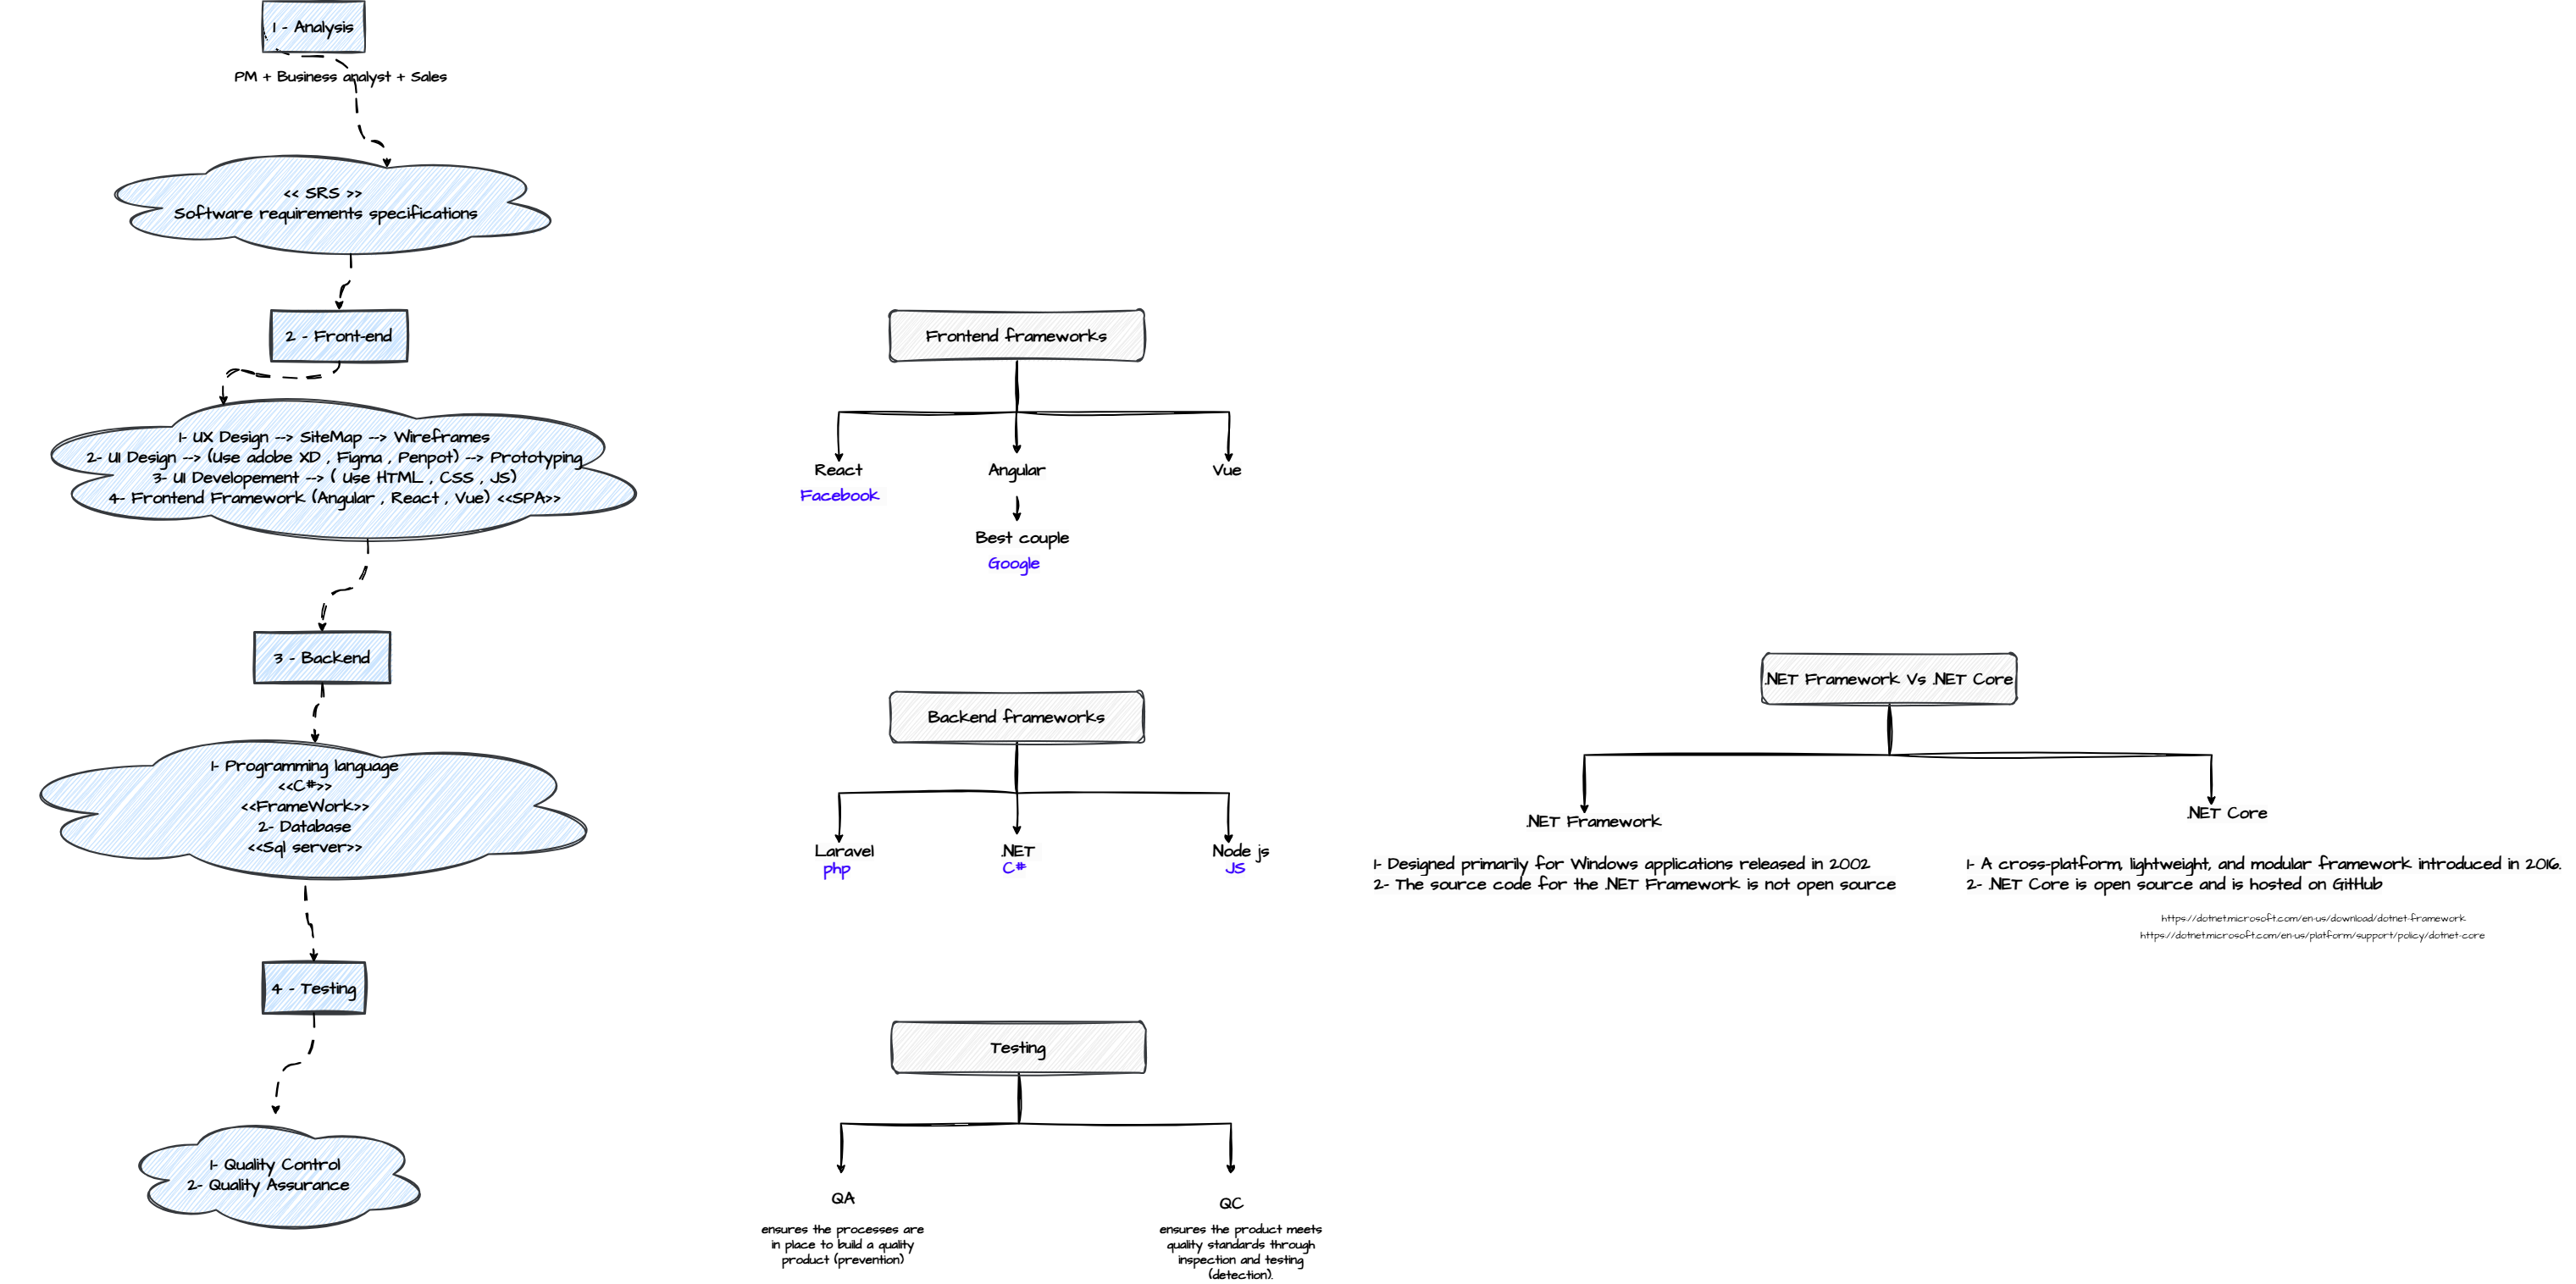 1 - Analysis
PM + Business analyst + Sales
<< SRS >>
Software requirements specifications
2 - Front-end
1- UX Design --> SiteMap --> Wireframes
2- UI Design --> (Use adobe XD , Figma , Penpot) --> Prototyping
3- UI Developement --> ( Use HTML , CSS , JS)
4- Frontend Framework (Angular , React , Vue) <<SPA>>
3 - Backend
1- Programming language
<<C#>>
<<FrameWork>>
2- Database
<<Sql server>>
4 - Testing
1- Quality Control
2- Quality Assurance
Frontend frameworks
React
Facebook
Angular
Best couple
Google
Vue
Backend frameworks
Laravel
php
.NET
C#
Node js
JS
Testing
QA
ensures the processes are
in place to build a quality
product (prevention)
QC
ensures the product meets
quality standards through
inspection and testing
(detection).
.NET Framework Vs .NET Core
.NET Framework
1- Designed primarily for Windows applications released in 2002
2- The source code for the .NET Framework is not open source
.NET Core
1- A cross-platform, lightweight, and modular framework introduced in 2016.
2- .NET Core is open source and is hosted on GitHub
https://dotnet.microsoft.com/en-us/download/dotnet-framework
https://dotnet.microsoft.com/en-us/platform/support/policy/dotnet-core